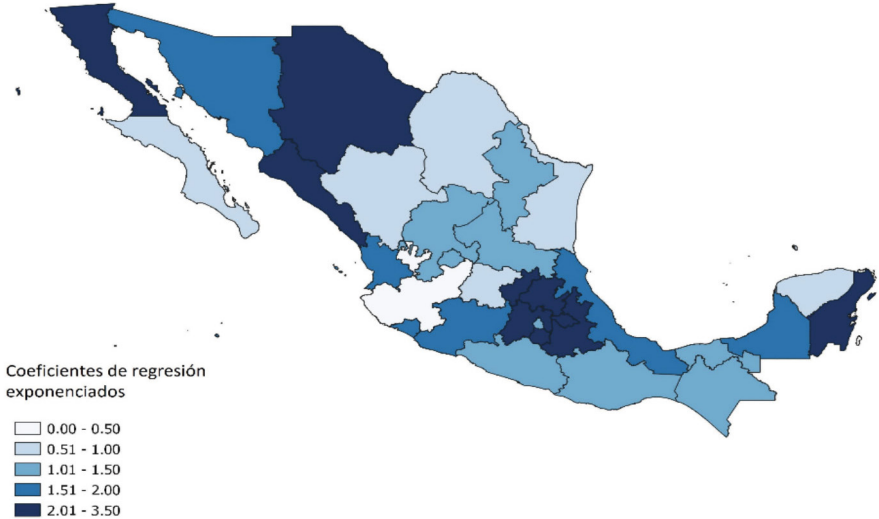 Coeficientes de regresión
exponenciados
0.00 - 0.50
0.51 - 1.00
1.01 - 1.50
1.51 - 2.00
2.01 - 3.50